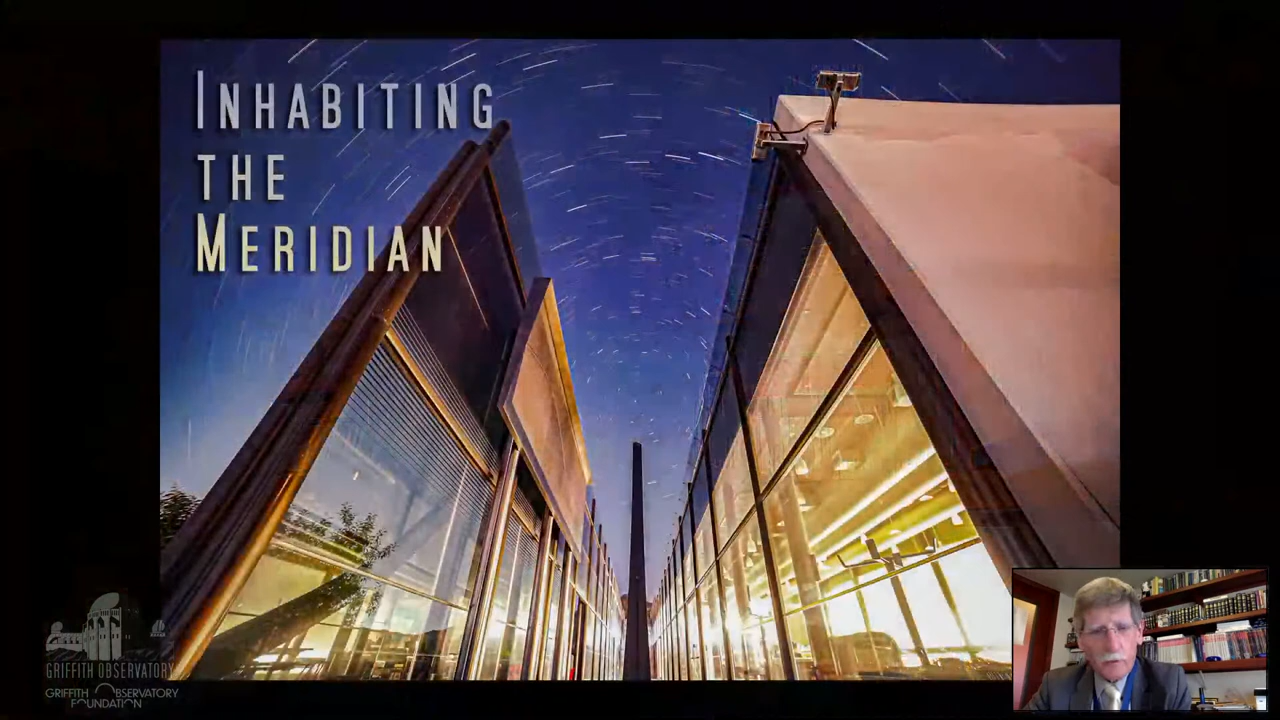 INHABITING
THE
MERIDIAN
GRIFFITH OBSERVATORY
GRIFFITH OBSERVATORY
FOUNDATION